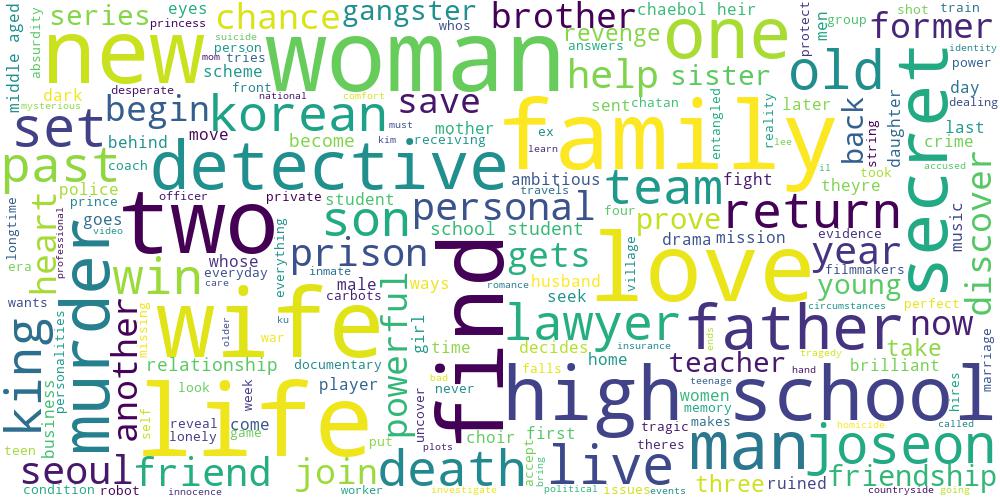 absurdity middle aged series eyes princess suicide mom tries person scheme whos chance gangster brother chaebol heir revenge answers protect men group shot train former identity power
mysterious dark new desperate national front woman comfort must kim receiving help sister one old secret dealing
set begin korean save mother sent chatan entangled reality later lee back string daughter day last crime
past behind move become learn ex family il took accused
police coach detective ambitious travels team fight theyre discover
longtime prince officer private student son personal four prove return evidence music
era heart professional video goes two whose school student drama mission year filmmakers
murder win everyday care everything prison gets romance husband village love young circumstances perfect
wants inmate male carbots ways seek
king personalities another missing wife older ku war powerful girl find lawyer insurance home father now marriage
business relationship documentary time decides ends tragedy teacher take brilliant
look week player falls hand
teen self life never bad high women memory teenage school hires
reveal lonely game come put uncover plots choir first tragic makes theres homicide called
condition seoul robot friend innocence join worker death investigate accept bring live political issues events man three ruined joseon friendship countryside going